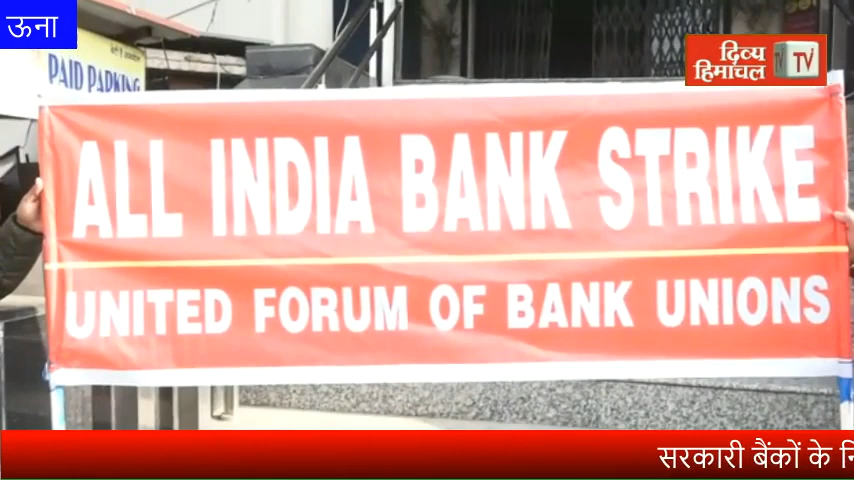 ऊना
PAID PARKING
दिव्य
हिमाचल
TV
ALL INDIA BANK STRIKE
UNITED FORUM OF BANK UNIONS
सरकारी बैंकों के